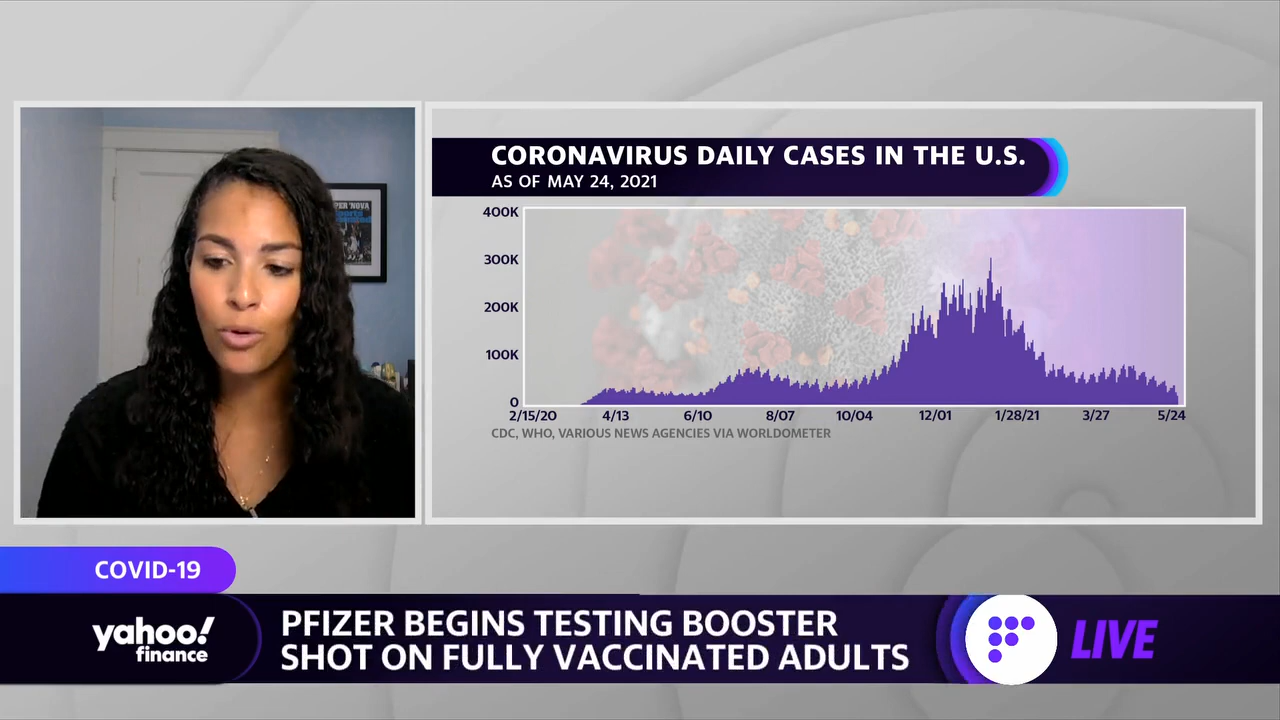 PER 'NOVA
CORONAVIRUS DAILY CASES IN THE U.S.
AS OF MAY 24, 2021
400K
300K
200K
100K
0
2/15/20 4/13 6/10 8/07 10/04 12/01 1/28/21 3/27 5/24
CDC, WHO, VARIOUS NEWS AGENCIES VIA WORLDOMETER
COVID-19
yahoo!
finance
PFIZER BEGINS TESTING BOOSTER
SHOT ON FULLY VACCINATED ADULTS
LIVE